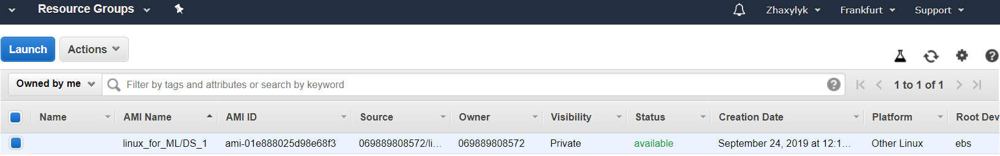 Resource Groups Zhaxylyk Frankfurt Support
Launch Actions
Owned by me Filter by tags and attributes or search by keyword 1 to 1 of 1
Name AMI Name AMI ID Source Owner Visibility Status Creation Date Platform Root Dev
linux_for_ML/DS_1 ami-01e888025d98e68f3 069889808572/li... 069889808572 Private available September 24, 2019 at 12:1... Other Linux ebs